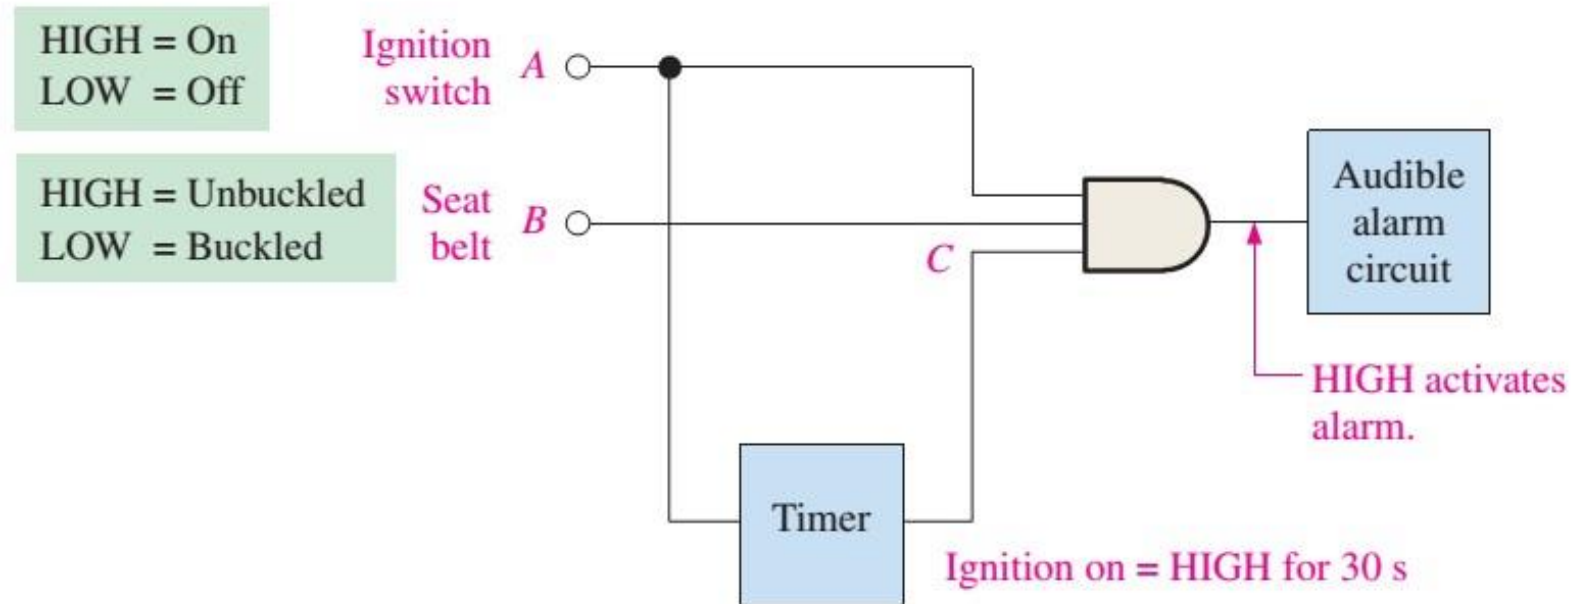 HIGH = On
LOW = Off
Ignition
switch
A
HIGH = Unbuckled
LOW = Buckled
Seat
belt
B
C
Audible
alarm
circuit
HIGH activates
alarm.
Timer
Ignition on = HIGH for 30 s